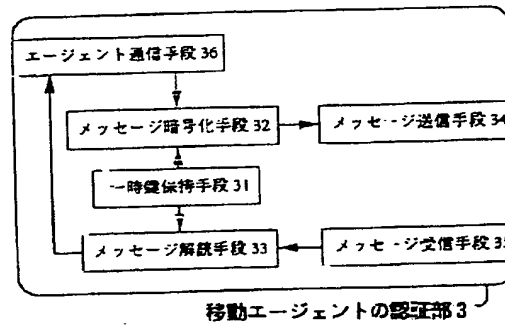 エージェント通信手段36
メッセージ暗号化手段32
メッセージ送信手段34
一時鍵保持手段31
メッセージ解読手段33
メッセージ受信手段35
移動エージェントの認証部3